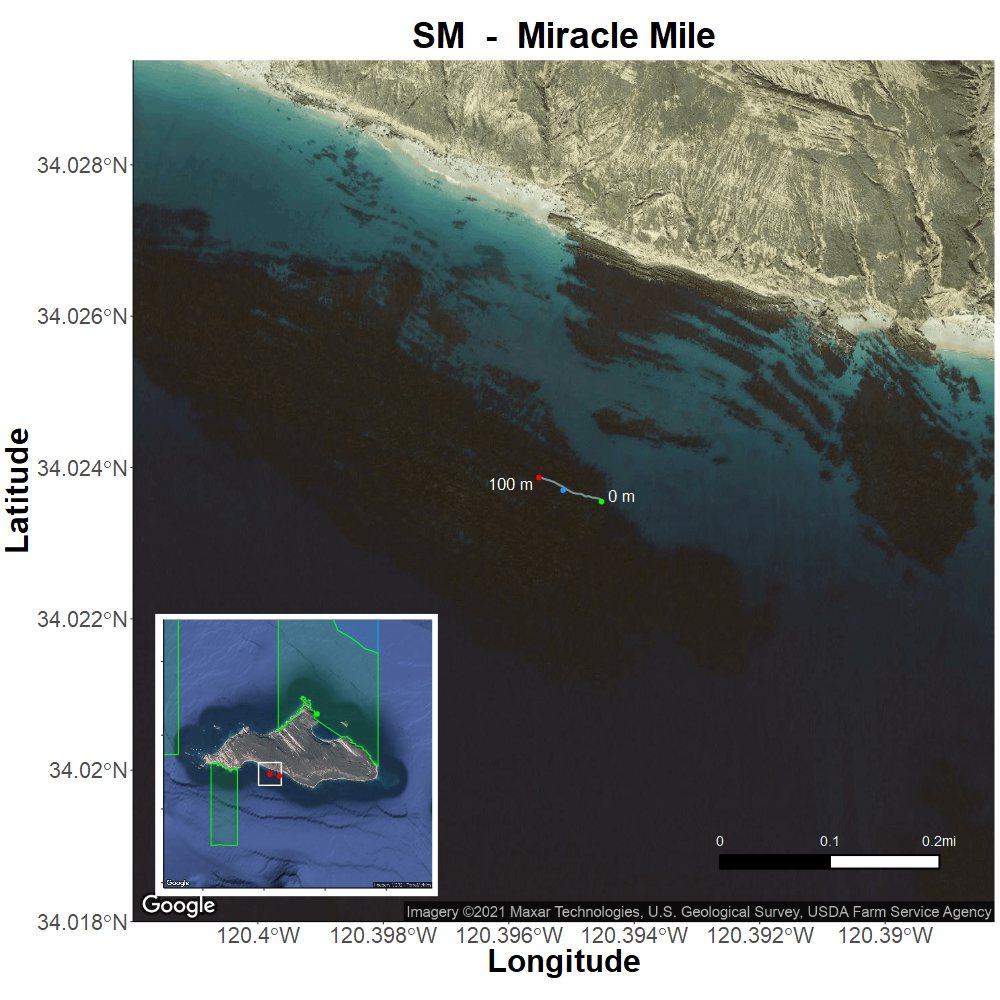 SM - Miracle Mile
34.028°N
34.026°N
34.024°N
34.022°N
34.02°N
34.018°N
Latitude
100 m
0 m
0 0.1 0.2mi
Google
Google
Imagery ©2021 Maxar Technologies, U.S. Geological Survey, USDA Farm Service Agency
120.4°W 120.398°W 120.396°W 120.394°W 120.392°W 120.39°W
Longitude